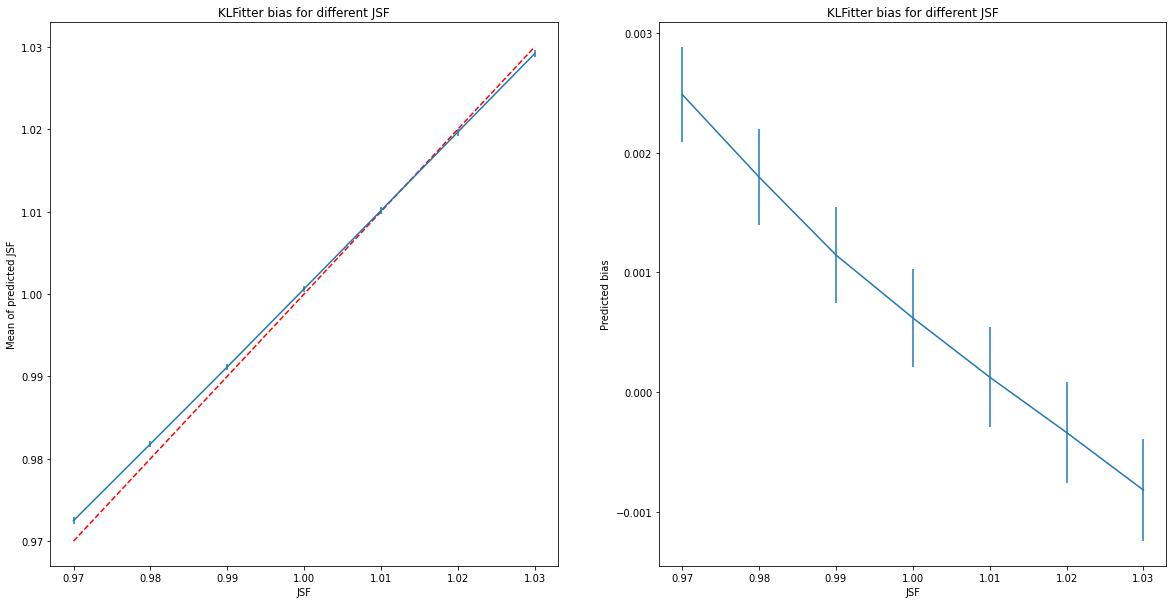 KLFitter bias for different JSF
Mean of predicted JSF
1.03
1.02
1.01
1.00
0.99
0.98
0.97
0.97 0.98 0.99 1.00 1.01 1.02 1.03
JSF
KLFitter bias for different JSF
Predicted bias
0.003
0.002
0.001
0.000
−0.001
0.97 0.98 0.99 1.00 1.01 1.02 1.03
JSF